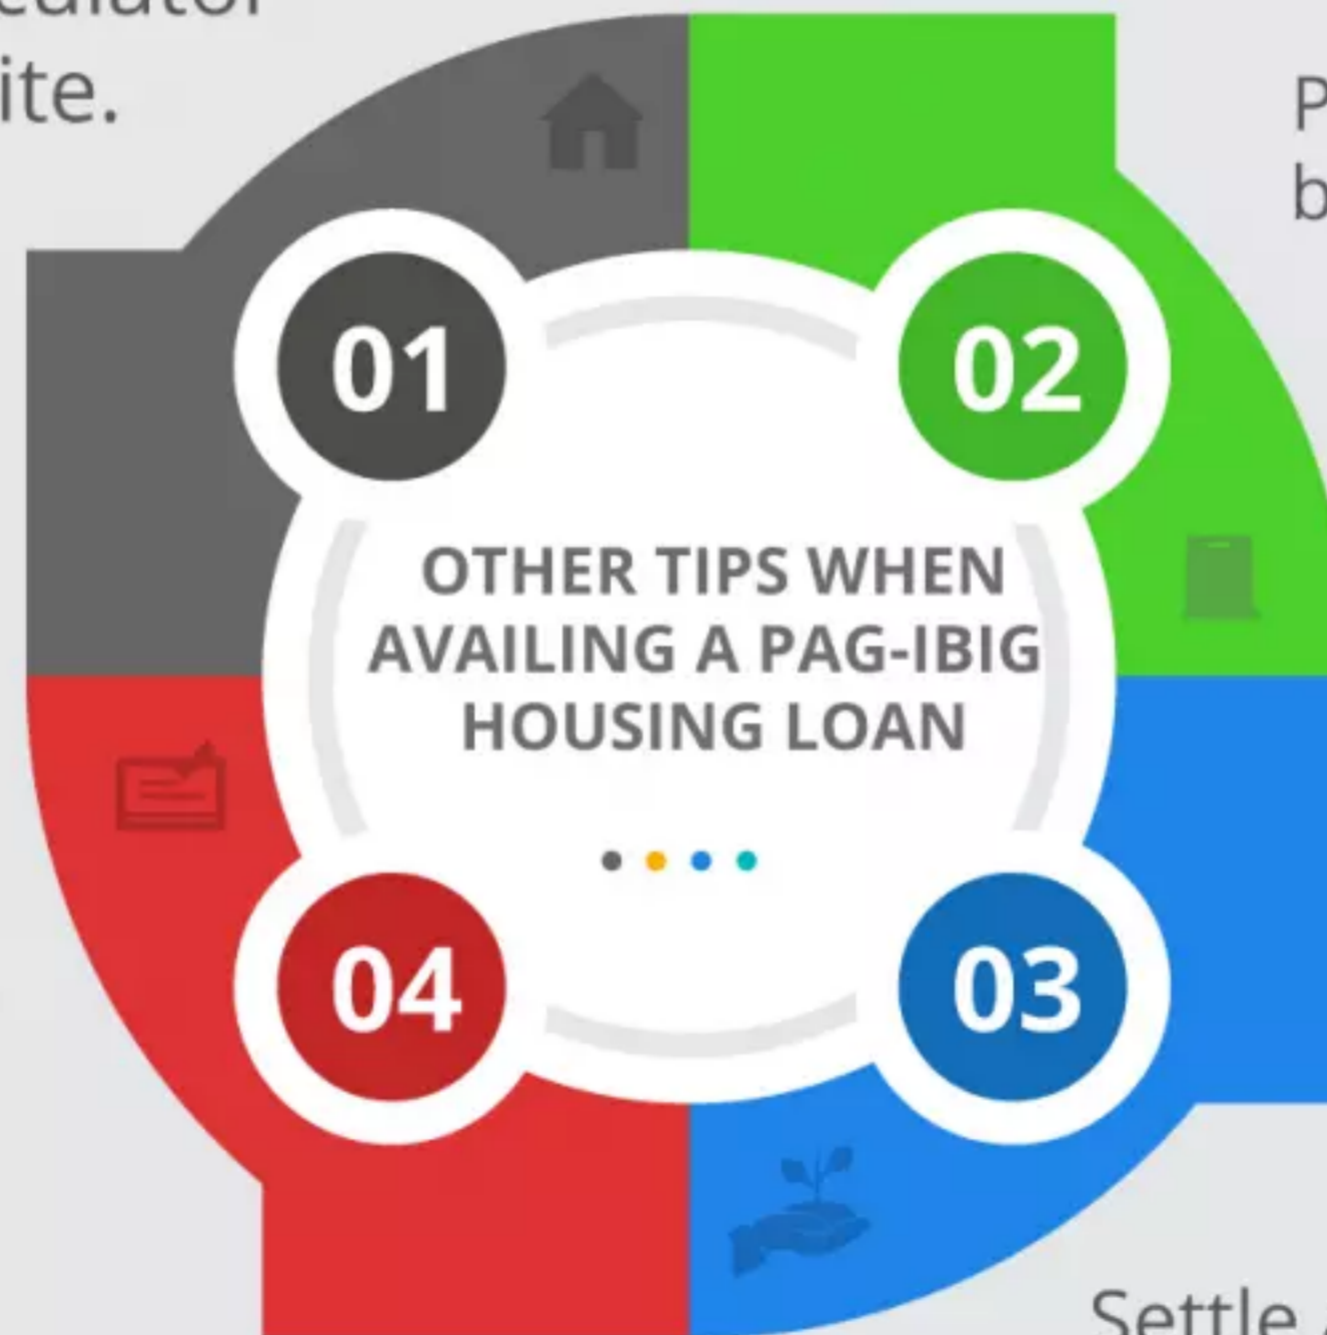 ite.
01
02
OTHER TIPS WHEN
AVAILING A PAG-IBIG
HOUSING LOAN
04
03
Settle